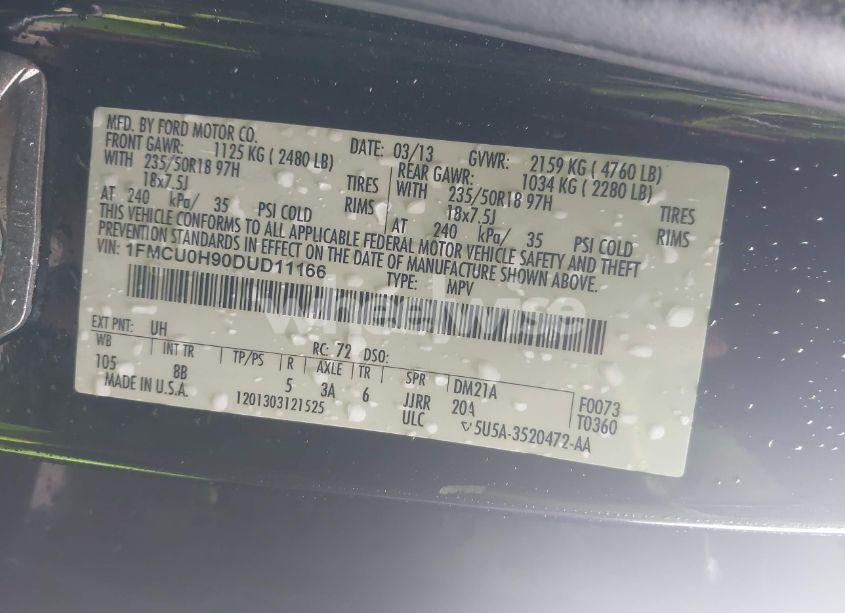 MFD. BY FORD MOTOR CO.
DATE: 03/13 GVWR: 2159 KG ( 4760 LB)
FRONT GAWR: 1125 KG ( 2480 LB) REAR GAWR: 1034 KG ( 2280 LB)
WITH 235/50R18 97H TIRES WITH 235/50R18 97H TIRES
18x7.5J RIMS 18x7.5J RIMS
AT 240 kPa/ 35 PSI COLD AT 240 kPa/ 35 PSI COLD
THIS VEHICLE CONFORMS TO ALL APPLICABLE FEDERAL MOTOR VEHICLE SAFETY AND THEFT
PREVENTION STANDARDS IN EFFECT ON THE DATE OF MANUFACTURE SHOWN ABOVE.
VIN: 1FMCU0H90DUD11166 TYPE: MPV
wheelwise
EXT PNT: UH RC: 72 DSO:
WB INT TR TP/PS R AXLE TR SPR DM21A F0073
105 8B 5 3A 6 JJRR 20A T0360
MADE IN U.S.A. 1201303121525 ULC 5U5A-3520472-AA